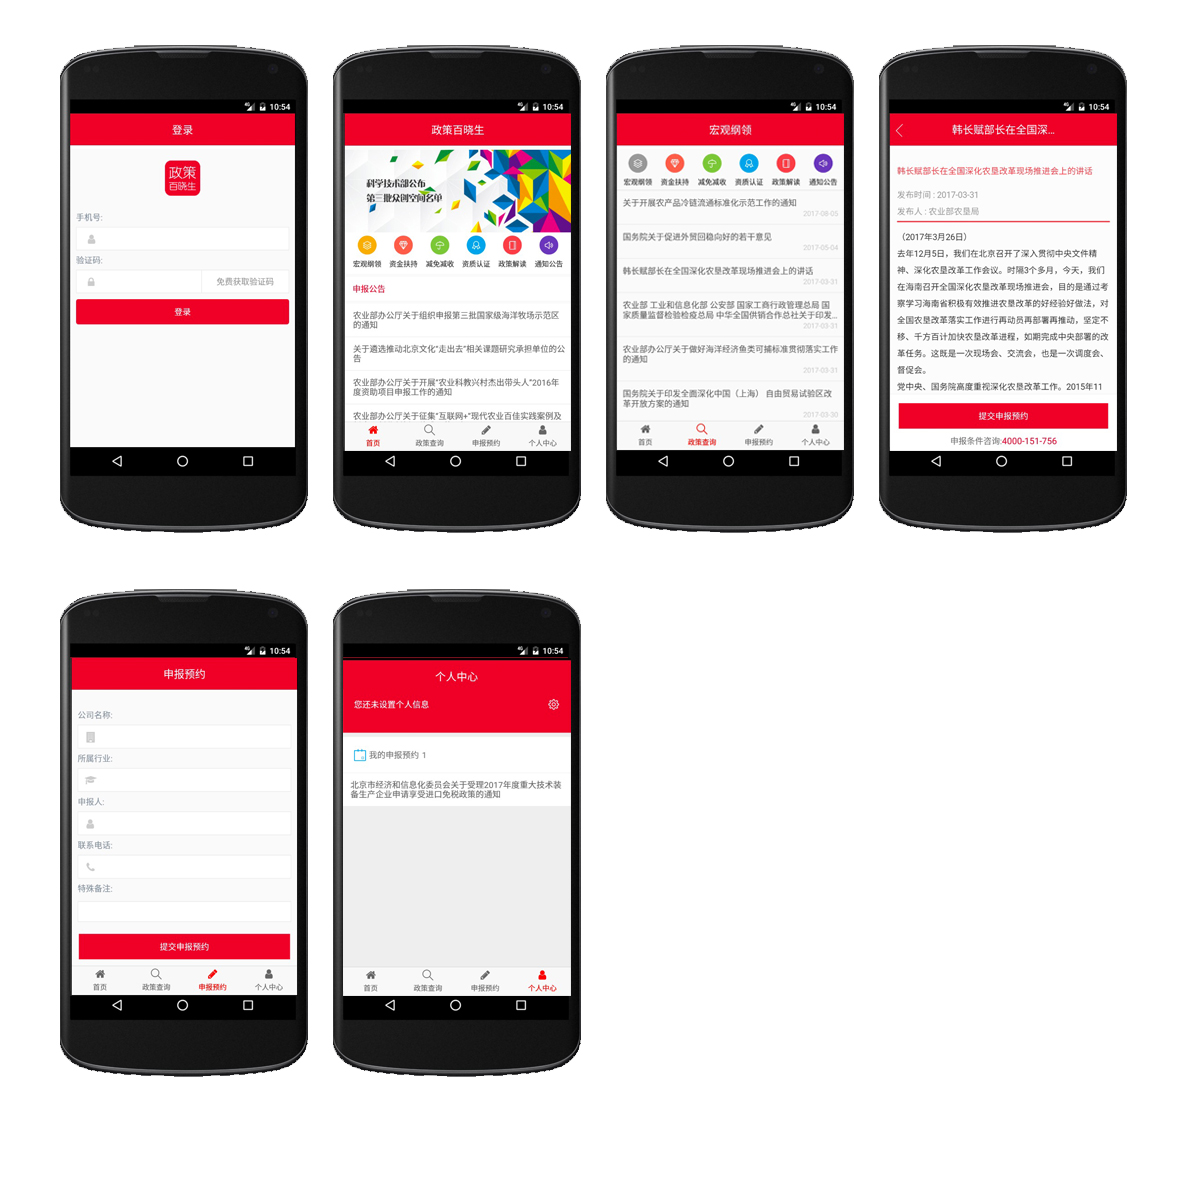 4G 10:54
登录
政策
百晓生
手机号:
验证码:
免费获取验证码
登录
4G 10:54
政策百晓生
科学技术部公布
第三批众创空间名单
宏观纲领 资金扶持 减免减收 资质认证 政策解读 通知公告
申报公告
农业部办公厅关于组织申报第三批国家级海洋牧场示范区
的通知
关于遴选推动北京文化“走出去”相关课题研究承担单位的公
告
农业部办公厅关于开展“农业科教兴村杰出带头人”2016年
度资助项目申报工作的通知
农业部办公厅关于征集“互联网+”现代农业百佳实践案例及
首页 政策查询 申报预约 个人中心
4G 10:54
宏观纲领
宏观纲领 资金扶持 减免减收 资质认证 政策解读 通知公告
关于开展农产品冷链流通标准化示范工作的通知
2017-08-05
国务院关于促进外贸回稳向好的若干意见
2017-05-04
韩长赋部长在全国深化农垦改革现场推进会上的讲话
2017-03-31
农业部 工业和信息化部 公安部 国家工商行政管理总局 国
家质量监督检验检疫总局 中华全国供销合作总社关于印发...
2017-03-31
农业部办公厅关于做好海洋经济鱼类可捕标准贯彻落实工作
的通知
2017-03-31
国务院关于印发全面深化中国（上海） 自由贸易试验区改
革开放方案的通知
2017-03-30
首页 政策查询 申报预约 个人中心
4G 10:54
韩长赋部长在全国深...
韩长赋部长在全国深化农垦改革现场推进会上的讲话
发布时间 : 2017-03-31
发布人 : 农业部农垦局
（2017年3月26日）
去年12月5日，我们在北京召开了深入贯彻中央文件精
神、深化农垦改革工作会议。时隔3个多月，今天，我们
在海南召开全国深化农垦改革现场推进会，目的是通过考
察学习海南省积极有效推进农垦改革的好经验好做法，对
全国农垦改革落实工作进行再动员再部署再推动，坚定不
移、千方百计加快农垦改革进程，如期完成中央部署的改
革任务。这既是一次现场会、交流会，也是一次调度会、
督促会。
党中央、国务院高度重视深化农垦改革工作。2015年11
提交申报预约
申报条件咨询:4000-151-756
4G 10:54
申报预约
公司名称:
所属行业:
申报人:
联系电话:
特殊备注:
提交申报预约
首页 政策查询 申报预约 个人中心
4G 10:54
个人中心
您还未设置个人信息
我的申报预约 1
北京市经济和信息化委员会关于受理2017年度重大技术装
备生产企业申请享受进口免税政策的通知
首页 政策查询 申报预约 个人中心